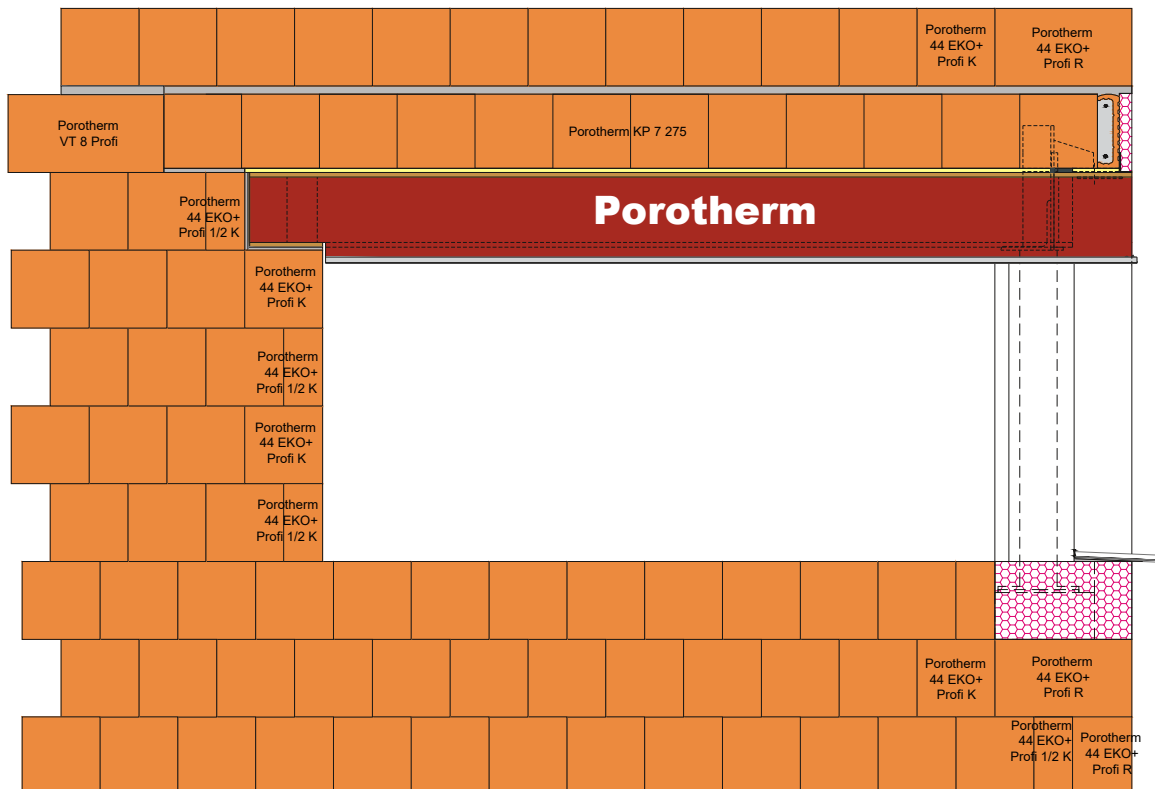 Porotherm
44 EKO+
Profi K
Porotherm
44 EKO+
Profi R
Porotherm
VT 8 Profi
Porotherm KP 7 275
Porotherm
44 EKO+
Profi 1/2 K
Porotherm
Porotherm
44 EKO+
Profi K
Porotherm
44 EKO+
Profi 1/2 K
Porotherm
44 EKO+
Profi K
Porotherm
44 EKO+
Profi 1/2 K
Porotherm
44 EKO+
Profi K
Porotherm
44 EKO+
Profi R
Porotherm
44 EKO+
Profi 1/2 K
Porotherm
44 EKO+
Profi R